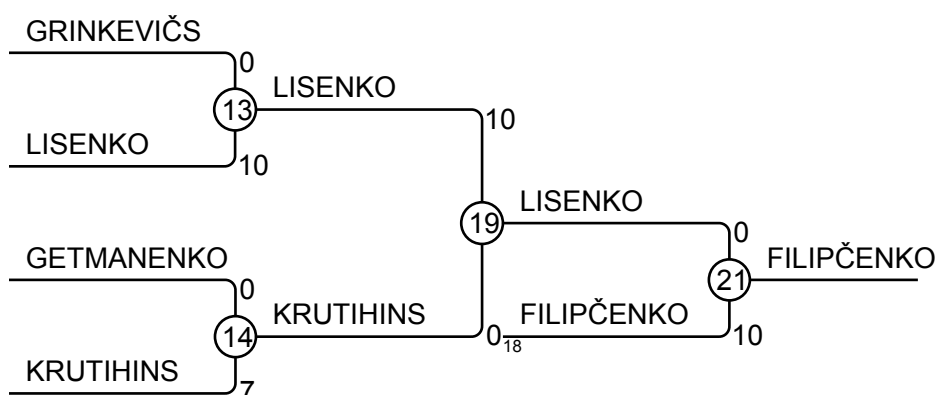 GRINKEVIČS
0
13
LISENKO
10
LISENKO
10
19
LISENKO
0
GETMANENKO
0
14
KRUTIHINS
0
18
FILIPČENKO
10
21
FILIPČENKO
KRUTIHINS
7